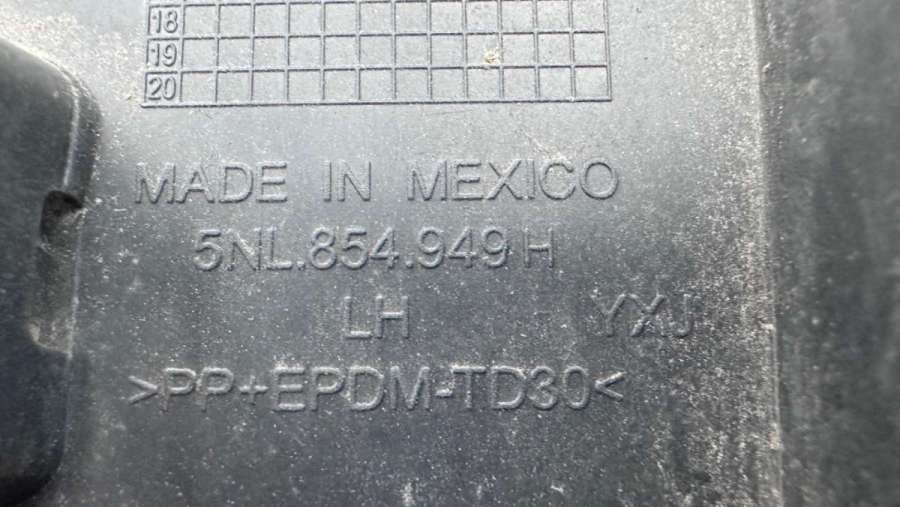 18
19
20
MADE IN MEXICO
5NL.854.949 H
LH YXJ
>PP+EPDM-TD30<